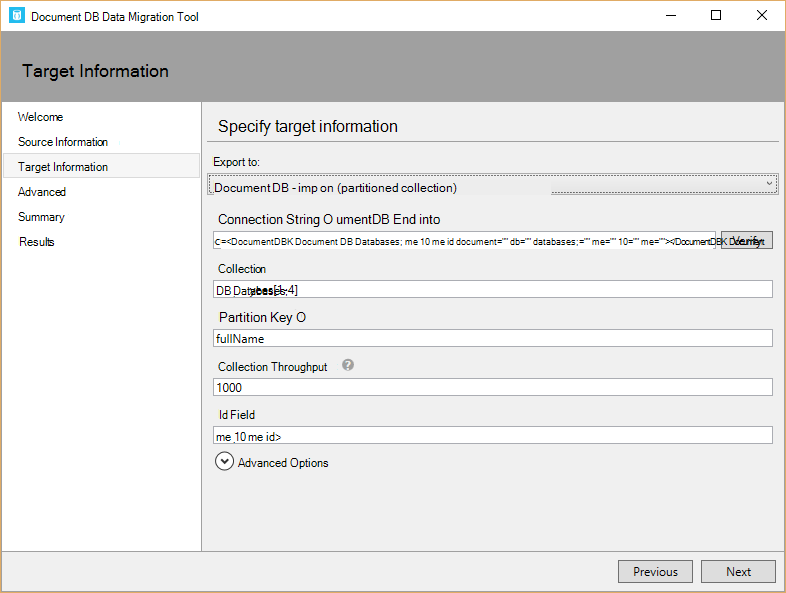 Document DB Data Migration Tool
Target Information
Welcome
Source Information
Target Information
Advanced
Summary
Results
Specify target information
Export to:
Document DB - imp on (partitioned collection)
Connection String O umentDB End into
c=<DocumentDBK Document DB Databases; me 10 me id document="" db="" databases;="" me="" 10="" me=""></DocumentDBK Document
Verify
Collection
DB Databases; ypes[1-4]
Partition Key O
fullName
Collection Throughput ?
1000
Id Field
me 10 me id>
Advanced Options
Previous
Next